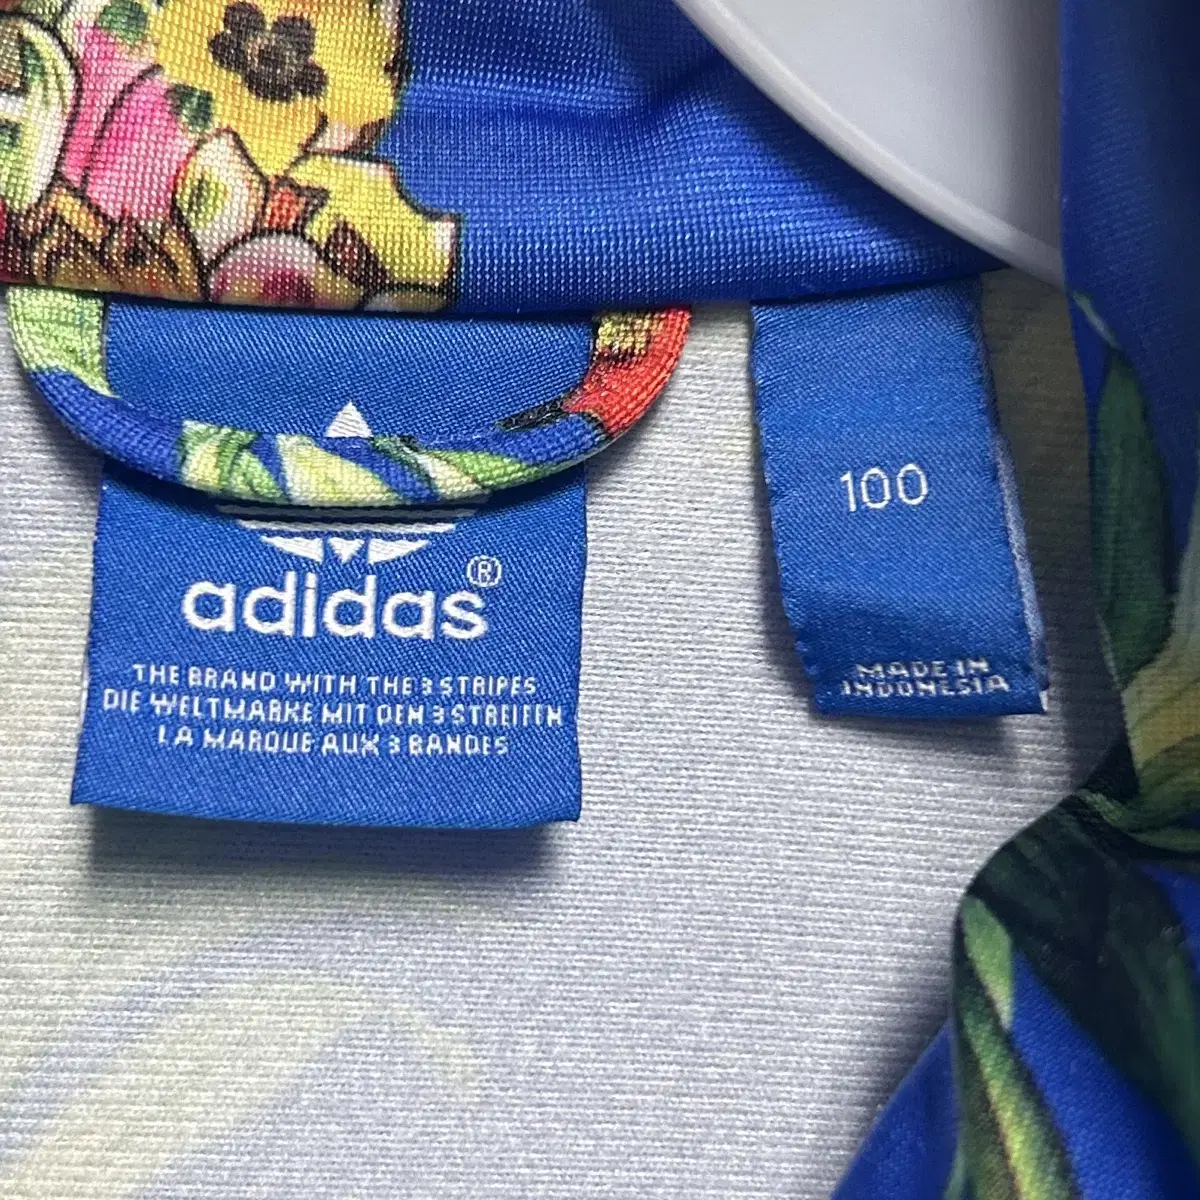 adidas®
THE BRAND WITH THE 3 STRIPES
DIE WELTMARKE MIT DEN 3 STREIFEN
LA MARQUE AUX 3 BANDES
100
MADE IN
INDONESIA